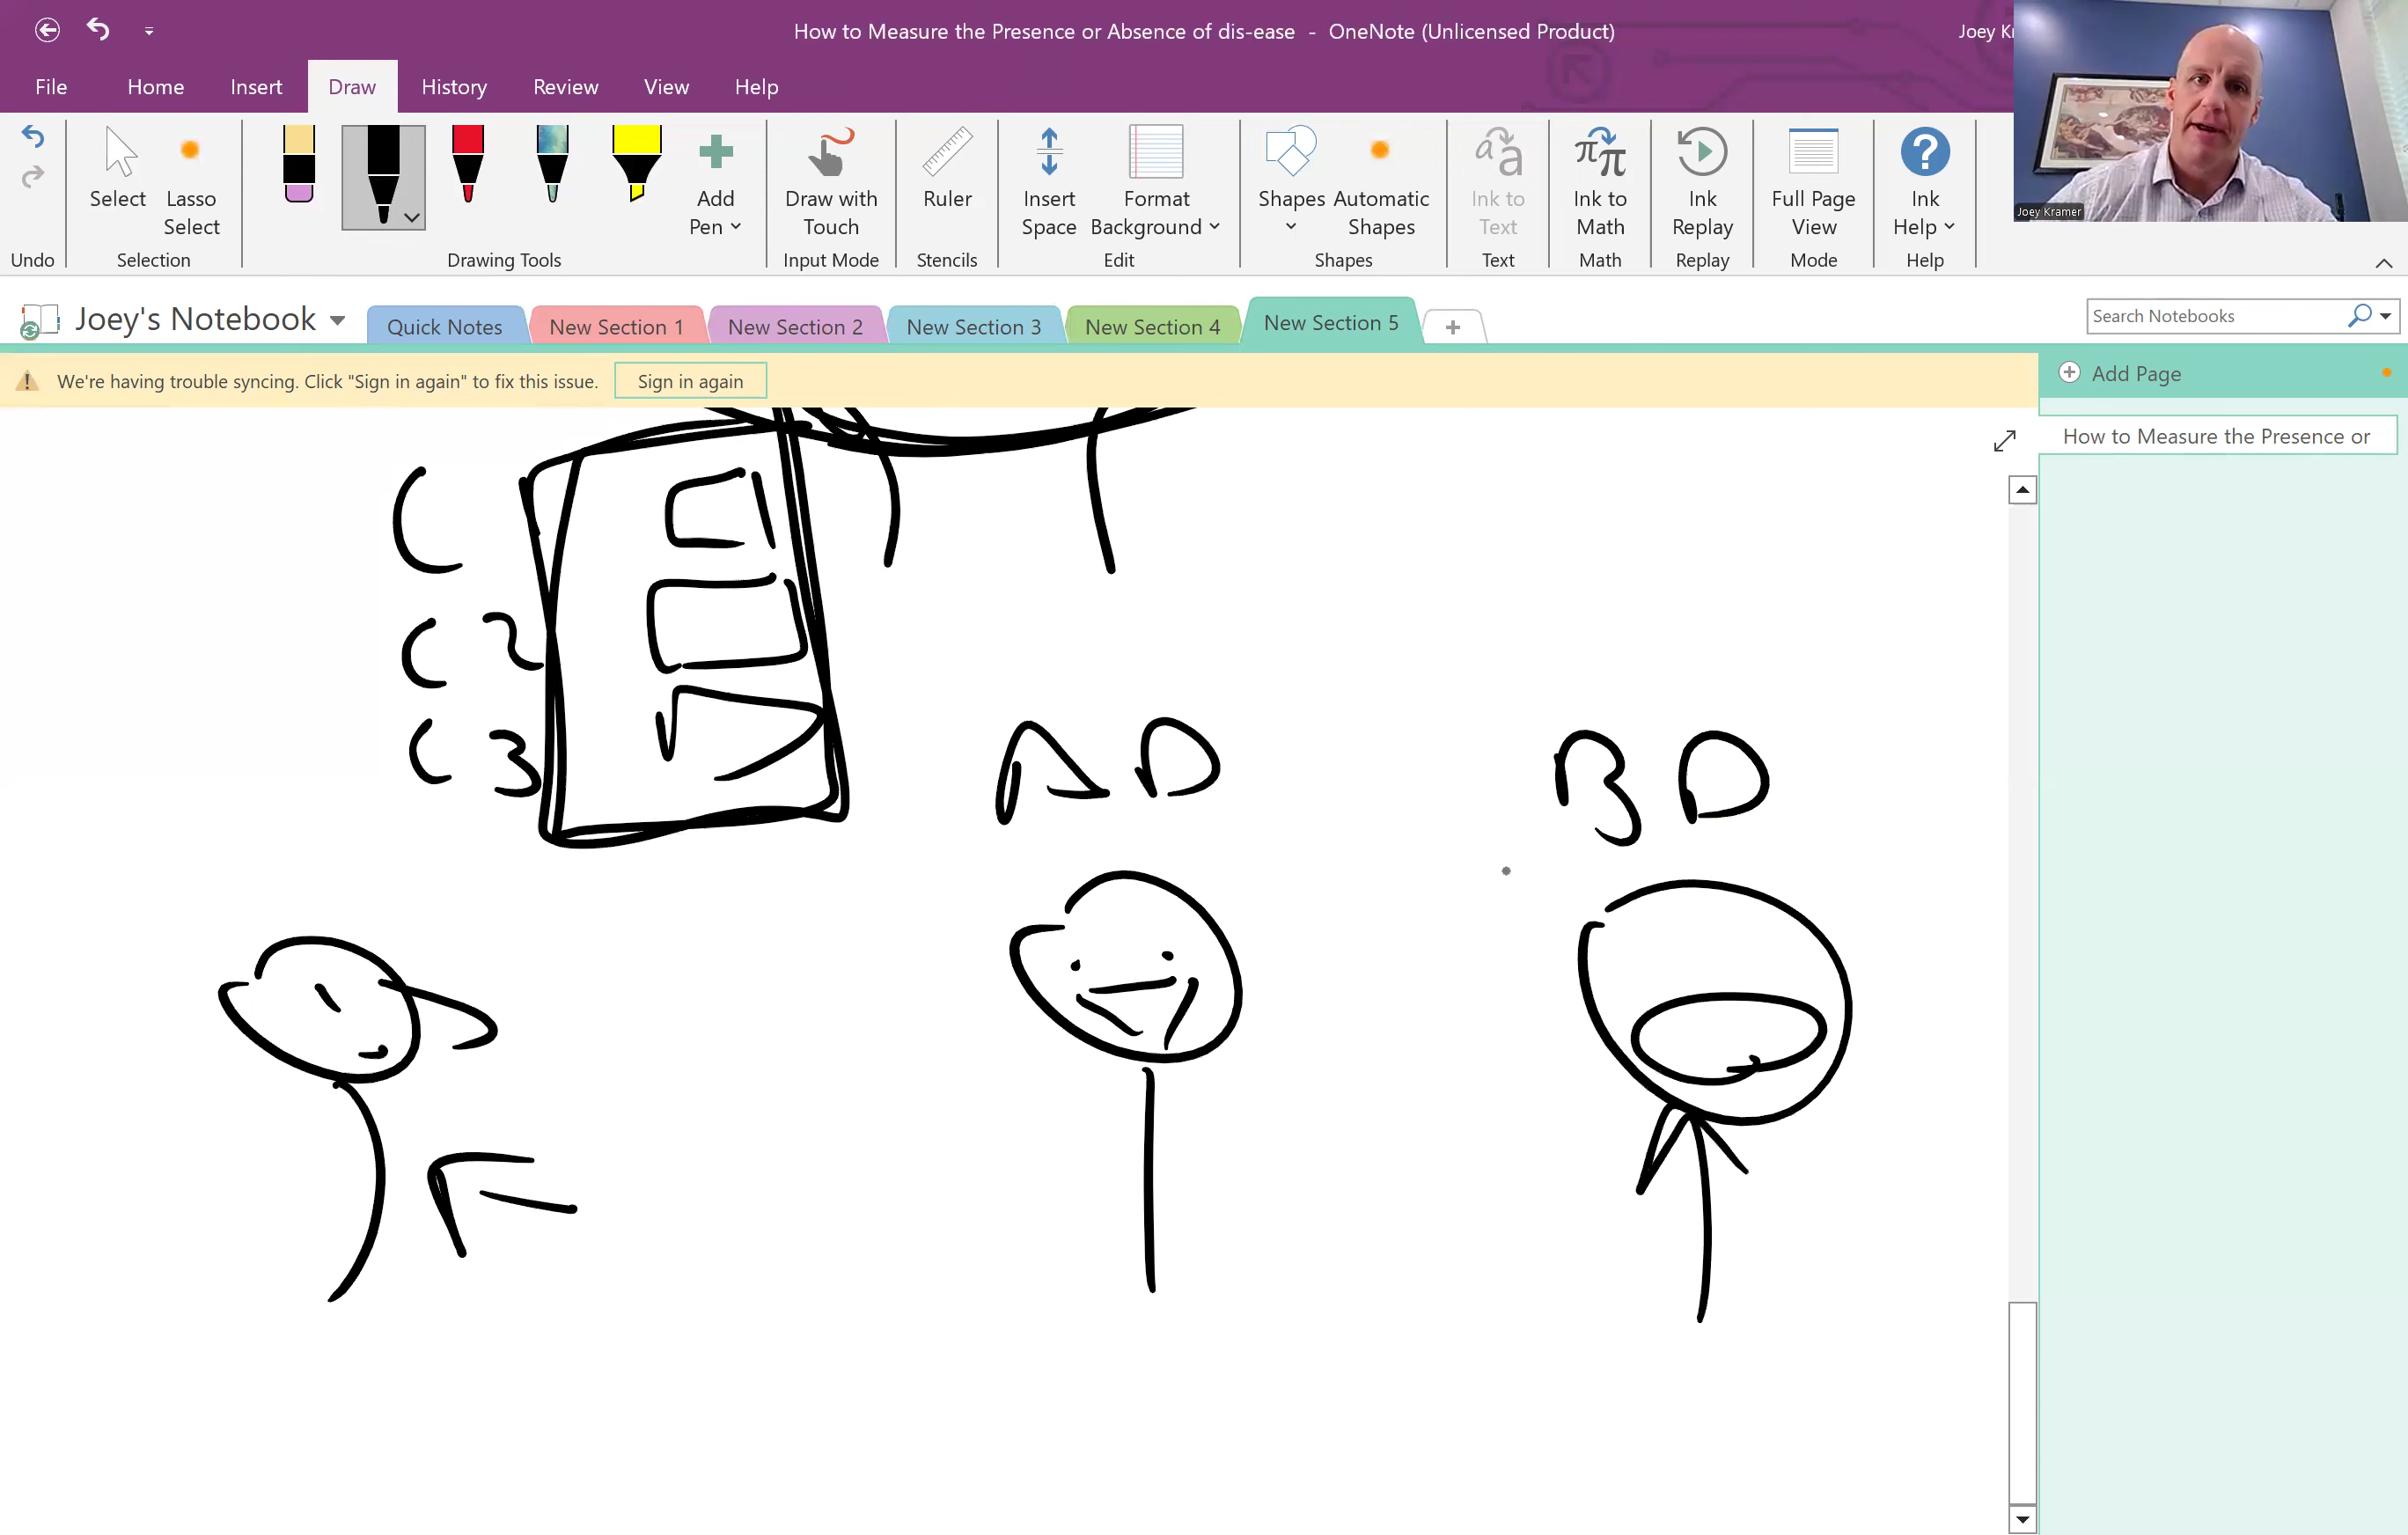 How to Measure the Presence or Absence of dis-ease - OneNote (Unlicensed Product)
Joey Kr
File Home Insert Draw History Review View Help
Select
Lasso Select
Add Pen
Draw with Touch
Ruler
Insert Space
Format Background
Shapes
Automatic Shapes
Ink to Text
Ink to Math
Ink Replay
Full Page View
Ink Help
Joey Kramer
Undo Selection Drawing Tools Input Mode Stencils Edit Shapes Text Math Replay Mode Help
Joey's Notebook
Quick Notes New Section 1 New Section 2 New Section 3 New Section 4 New Section 5
Search Notebooks
We're having trouble syncing. Click "Sign in again" to fix this issue. Sign in again
Add Page
How to Measure the Presence or
C
C 2
C 3
AD
BD